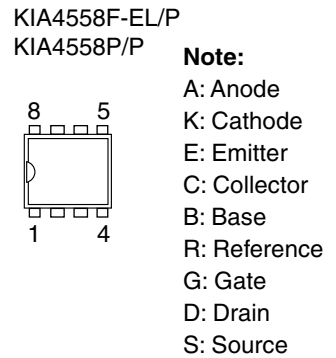 KIA4558F-EL/P
KIA4558P/P
8 5
1 4
Note:
A: Anode
K: Cathode
E: Emitter
C: Collector
B: Base
R: Reference
G: Gate
D: Drain
S: Source